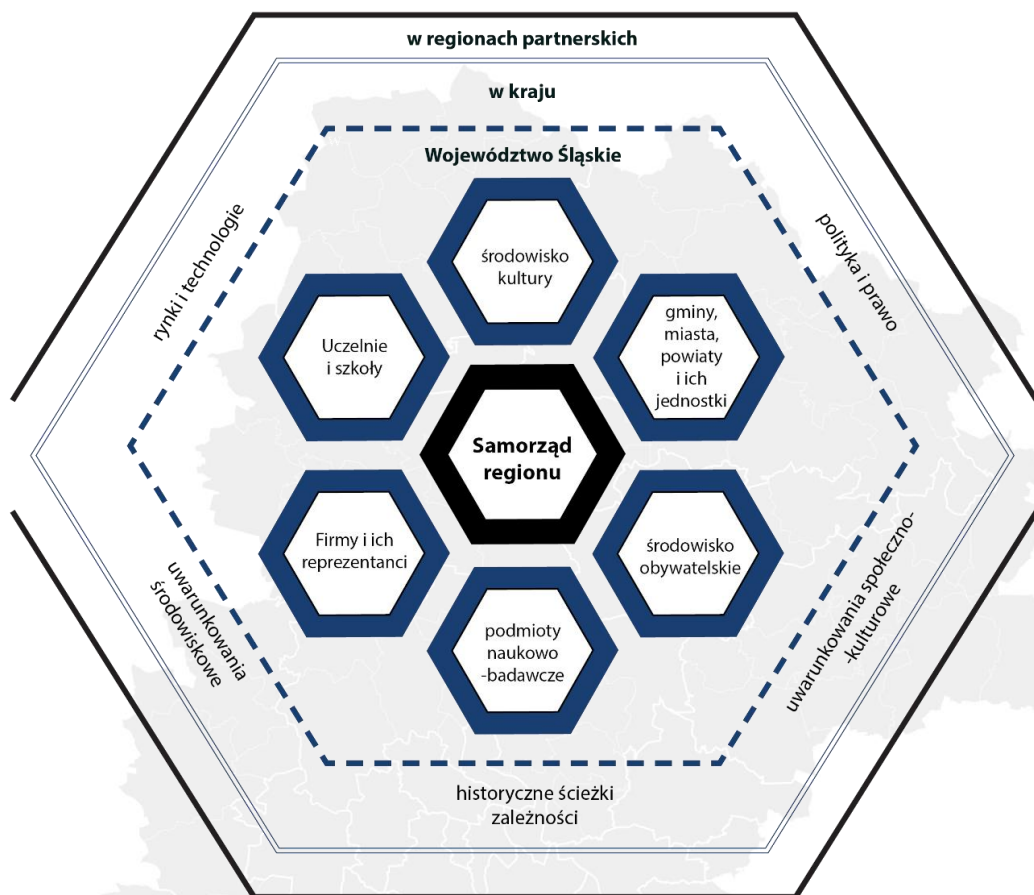 w regionach partnerskich
w kraju
Województwo Śląskie
rynki i technologie
polityka i prawo
środowisko
kultury
Uczelnie
i szkoły
gminy,
miasta,
powiaty
i ich
jednostki
Samorząd
regionu
Firmy i ich
reprezentanci
środowisko
obywatelskie
podmioty
naukowo
-badawcze
uwarunkowania
środowiskowe
uwarunkowania społeczno-
-kulturowe
historyczne ścieżki
zależności